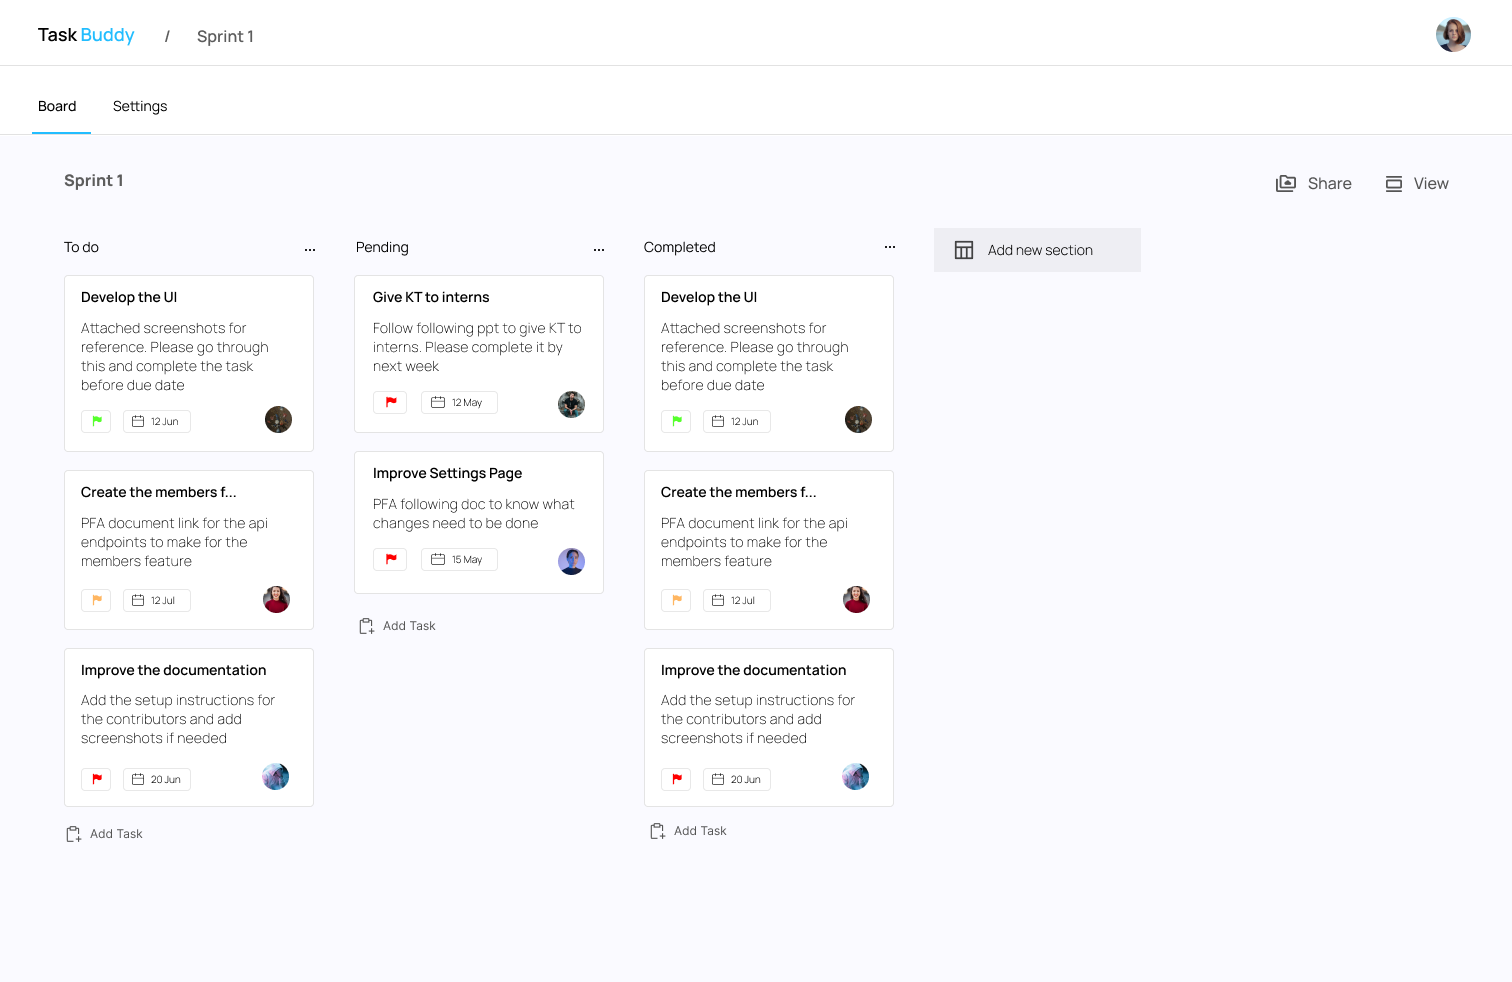 Task Buddy / Sprint 1
Board Settings
Sprint 1
Share View
To do
Develop the UI
Attached screenshots for
reference. Please go through
this and complete the task
before due date
12 Jun
Create the members f...
PFA document link for the api
endpoints to make for the
members feature
12 Jul
Improve the documentation
Add the setup instructions for
the contributors and add
screenshots if needed
20 Jun
Add Task
Pending
Give KT to interns
Follow following ppt to give KT to
interns. Please complete it by
next week
12 May
Improve Settings Page
PFA following doc to know what
changes need to be done
15 May
Add Task
Completed
Develop the UI
Attached screenshots for
reference. Please go through
this and complete the task
before due date
12 Jun
Create the members f...
PFA document link for the api
endpoints to make for the
members feature
12 Jul
Improve the documentation
Add the setup instructions for
the contributors and add
screenshots if needed
20 Jun
Add Task
Add new section